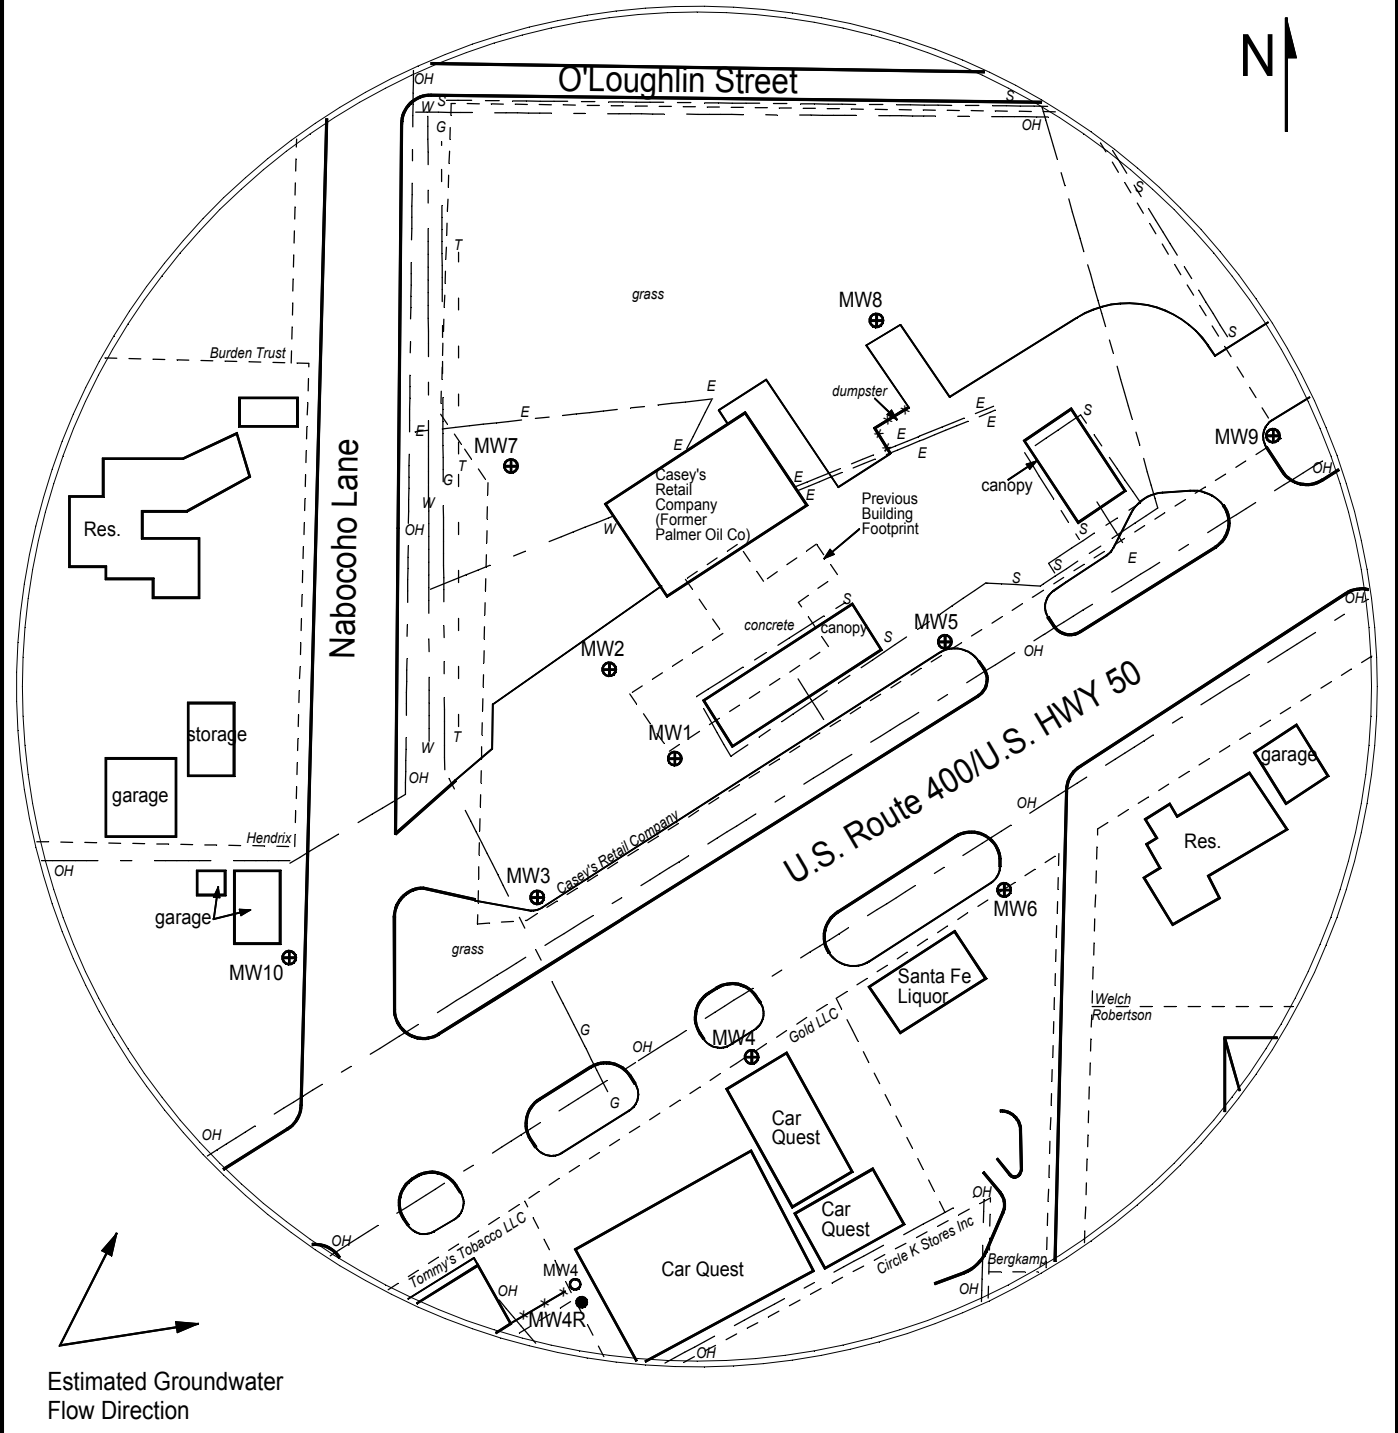 N
O'Loughlin Street
OH
W
S
G
S
OH
S
T
grass
MW8
S
Burden Trust
dumpster
E
E
E
E
E
E
S
MW7
MW9
E
T
G
W
OH
E
E
E
W
Casey's
Retail
Company
(Former
Palmer Oil Co)
Previous
Building
Footprint
canopy
OH
S
S
E
Res.
Nabocoho Lane
S
S
concrete
canopy
S
MW5
OH
OH
MW2
MW1
storage
garage
W
T
OH
U.S. Route 400/U.S. HWY 50
OH
garage
Res.
Hendrix
OH
Casey's Retail Company
MW3
garage
grass
MW10
MW6
Santa Fe
Liquor
Welch
Robertson
Gold LLC
MW4
G
OH
G
OH
Car
Quest
Car
Quest
Car Quest
OH
Circle K Stores Inc
Bergkamp
OH
OH
Tommy's Tobacco LLC
MW4
OH
MW4R
OH
Estimated Groundwater
Flow Direction